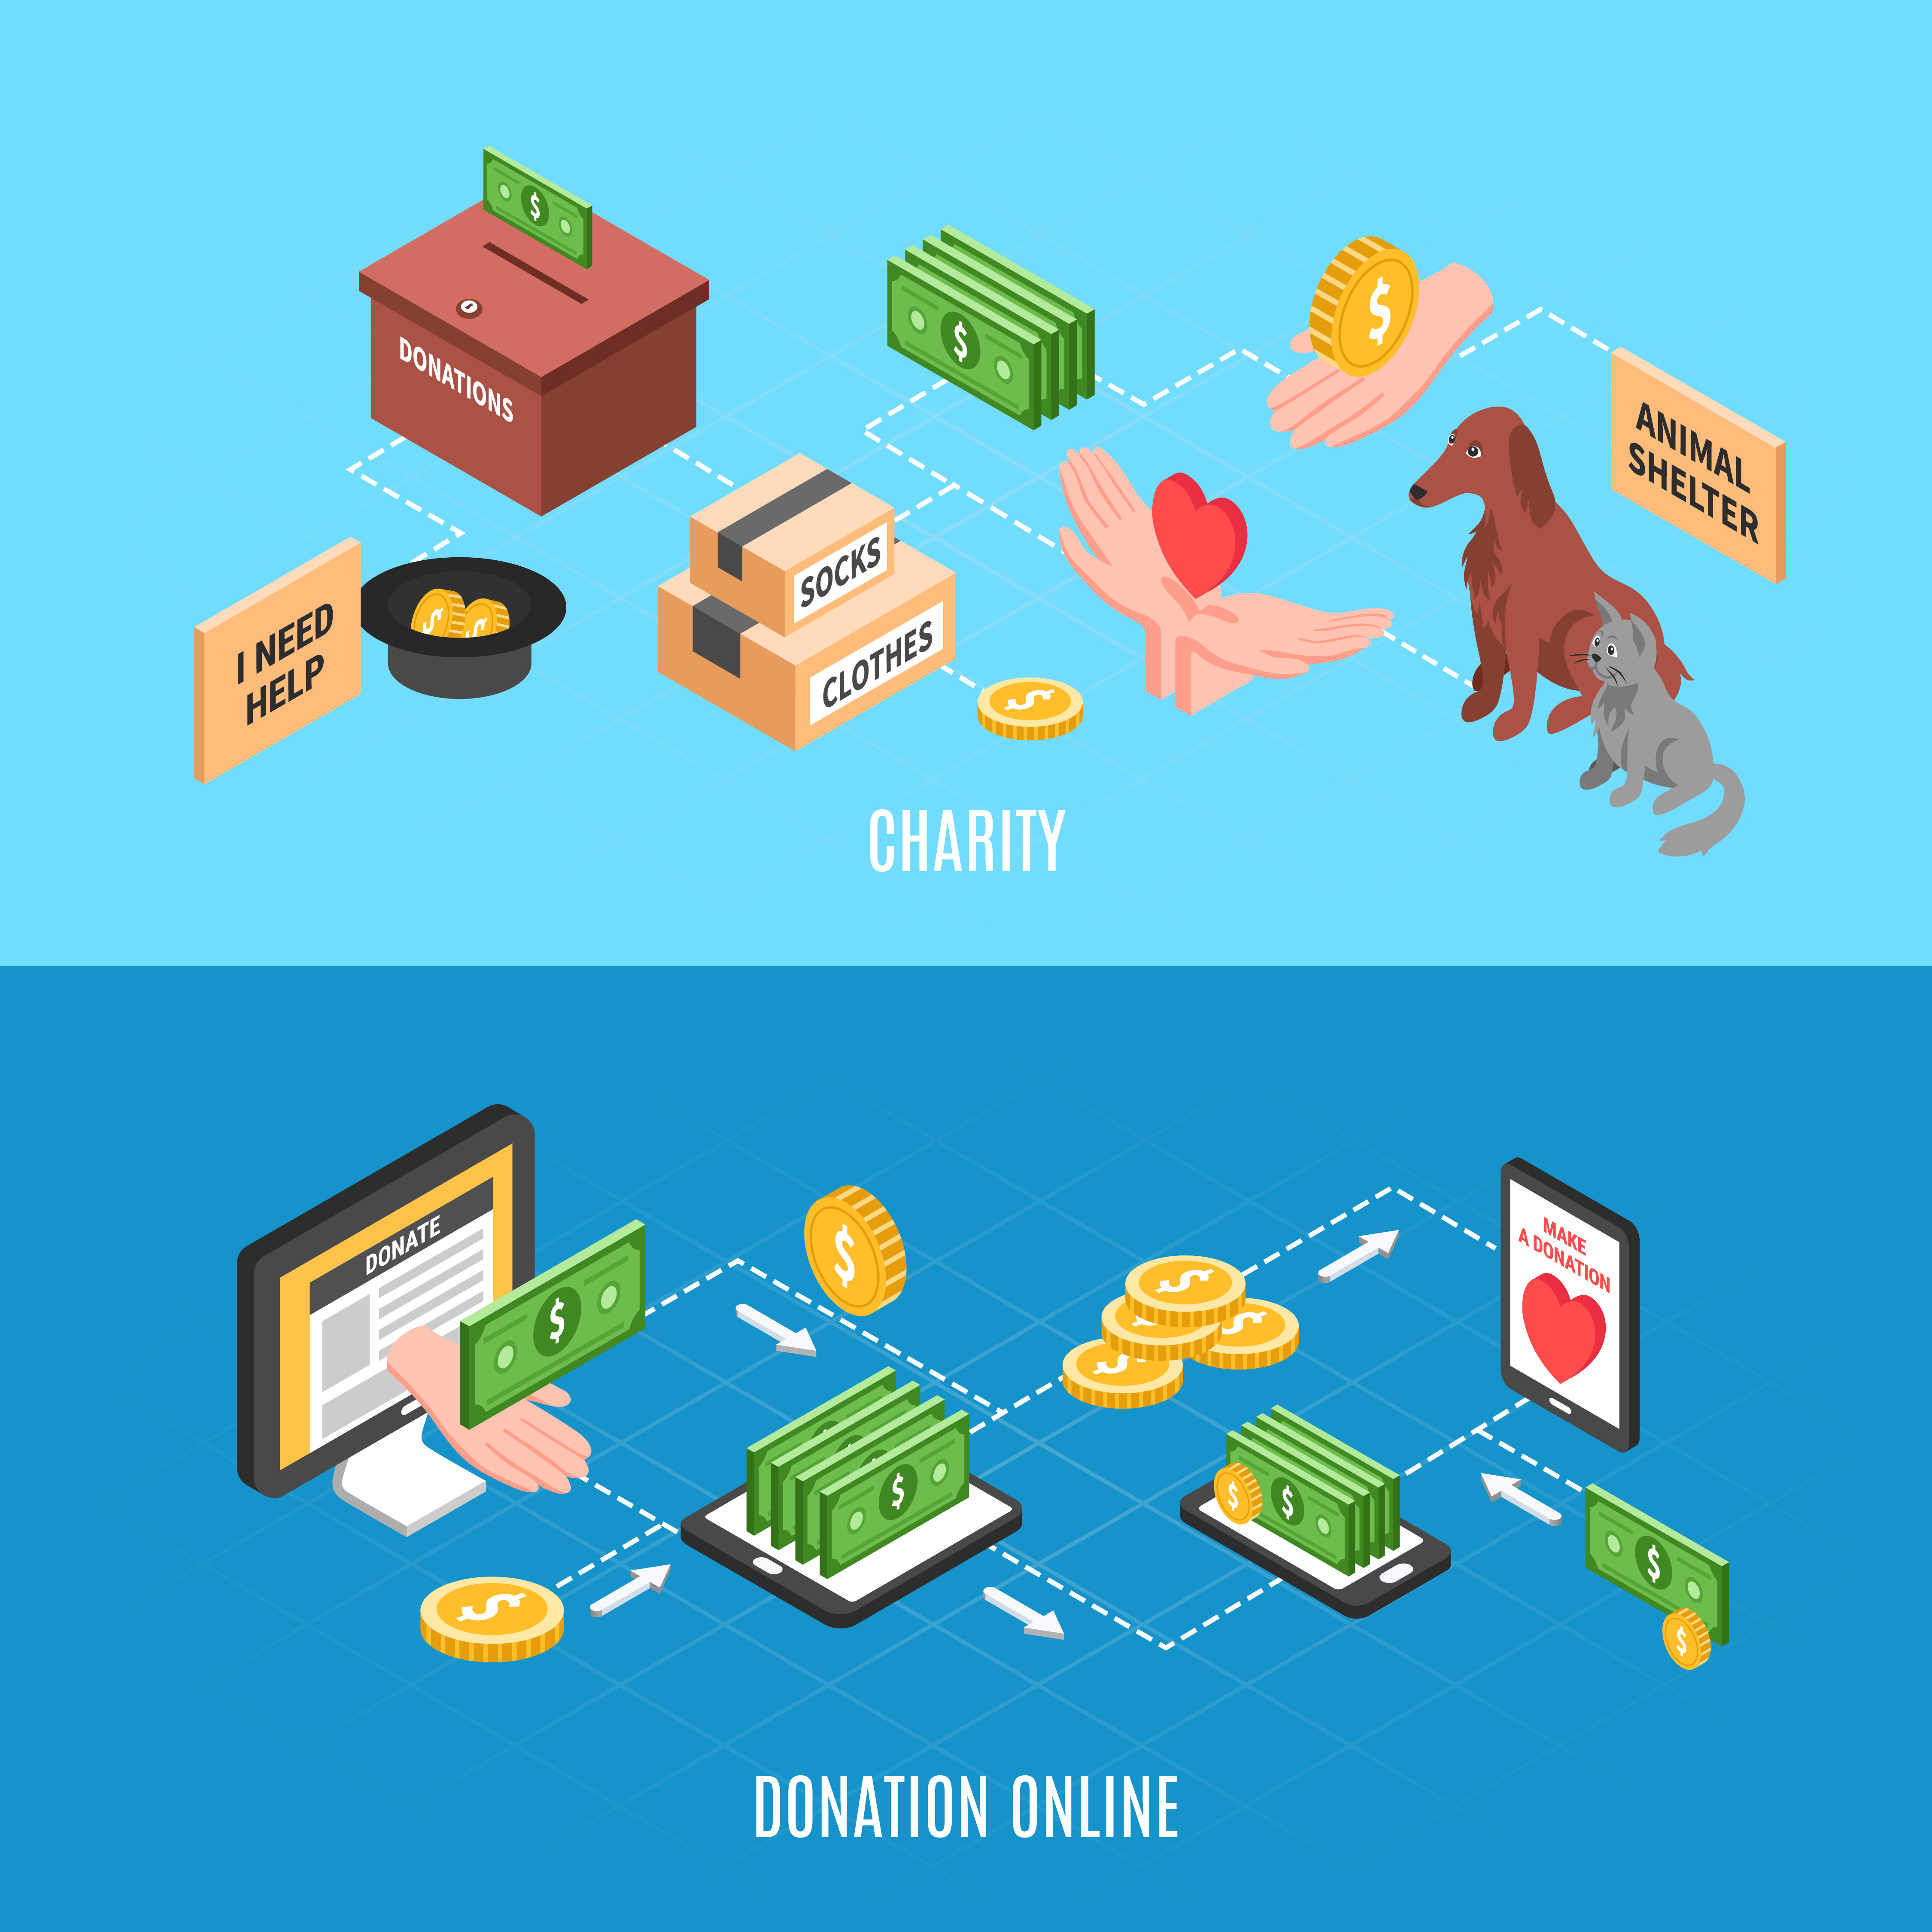 $
DONATIONS
$
$
ANIMAL
SHELTER
I NEED
HELP
$
$
SOCKS
CLOTHES
$
CHARITY
DONATE
$
$
$
$
$
$
MAKE
A DONATION
$
$
$
$
$
$
$
DONATION ONLINE